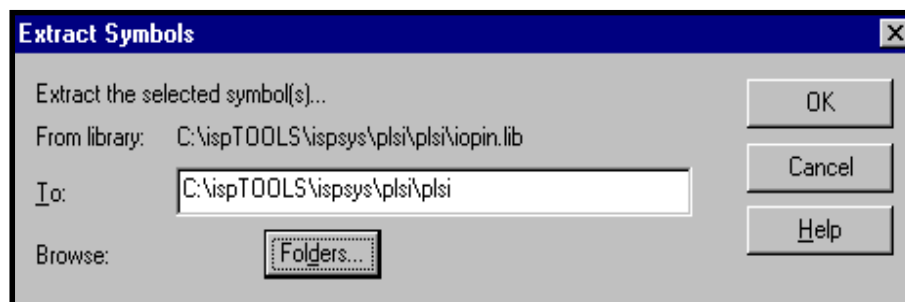 Extract Symbols
Extract the selected symbol(s)...
From library: C:\ispTOOLS\ispsys\plsi\plsi\iopin.lib
To: C:\ispTOOLS\ispsys\plsi\plsi
Browse: Folders...
OK
Cancel
Help